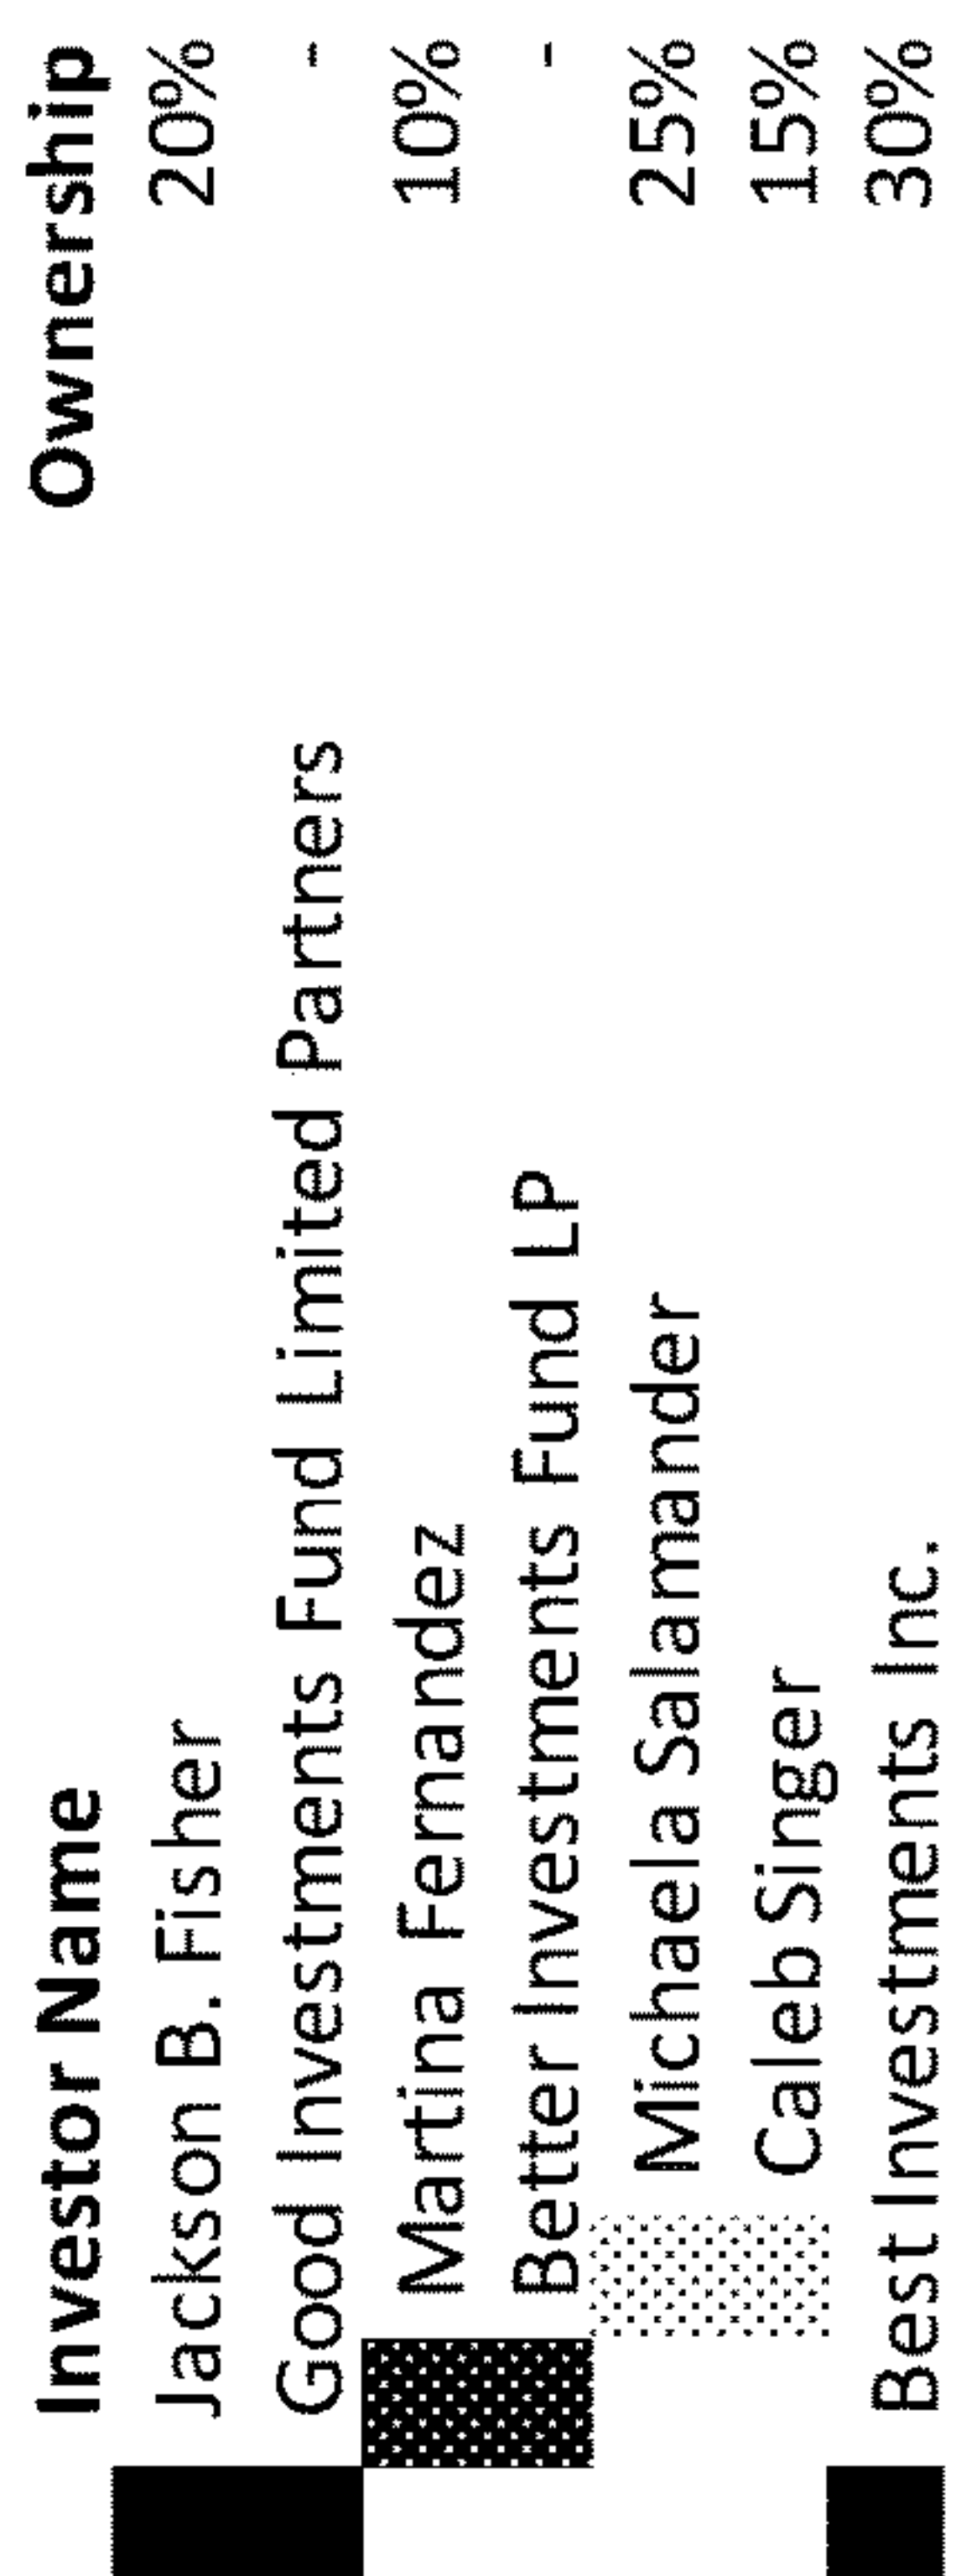 Investor Name Ownership
Jackson B. Fisher 20%
Good Investments Fund Limited Partners -
Martina Fernandez 10%
Better Investments Fund LP -
Michaela Salamander 25%
Caleb Singer 15%
Best Investments Inc. 30%